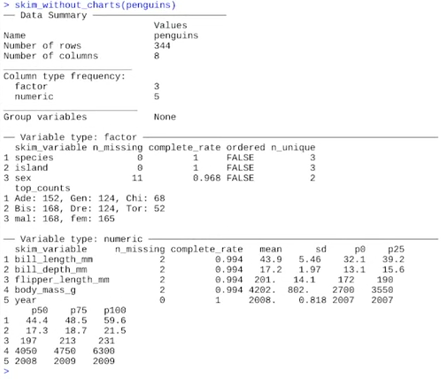 > skim_without_charts(penguins)
── Data Summary ────────────────────────
                           Values
Name                       penguins
Number of rows             344
Number of columns          8
_______________________
Column type frequency:
  factor                   3
  numeric                  5
________________________
Group variables            None
── Variable type: factor ────────────────────────
  skim_variable n_missing complete_rate ordered n_unique
1 species               0         1     FALSE          3
2 island                0         1     FALSE          3
3 sex                  11         0.968 FALSE          2
  top_counts
1 Ade: 152, Gen: 124, Chi: 68
2 Bis: 168, Dre: 124, Tor: 52
3 mal: 168, fem: 165
── Variable type: numeric ────────────────────────
  skim_variable     n_missing complete_rate   mean      sd     p0    p25
1 bill_length_mm            2         0.994   43.9   5.46    32.1   39.2
2 bill_depth_mm             2         0.994   17.2   1.97    13.1   15.6
3 flipper_length_mm         2         0.994  201.   14.1    172    190
4 body_mass_g               2         0.994 4202.  802.    2700   3550
5 year                      0         1     2008.    0.818 2007   2007
     p50    p75    p100
1   44.4   48.5   59.6
2   17.3   18.7   21.5
3  197    213    231
4 4050   4750   6300
5 2008   2009   2009
>